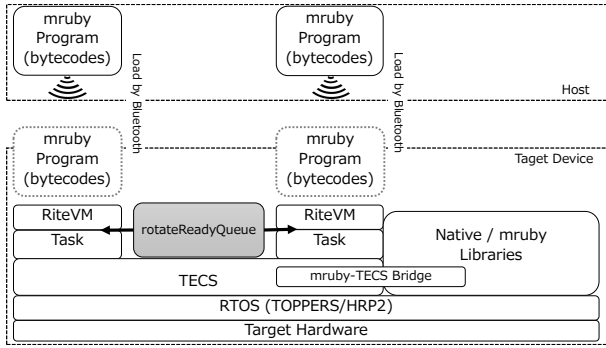 mruby
Program
(bytecodes)
mruby
Program
(bytecodes)
Load by Bluetooth
Load by Bluetooth
Host
mruby
Program
(bytecodes)
mruby
Program
(bytecodes)
Taget Device
RiteVM
Task
rotateReadyQueue
RiteVM
Task
Native / mruby
Libraries
TECS
mruby-TECS Bridge
RTOS (TOPPERS/HRP2)
Target Hardware